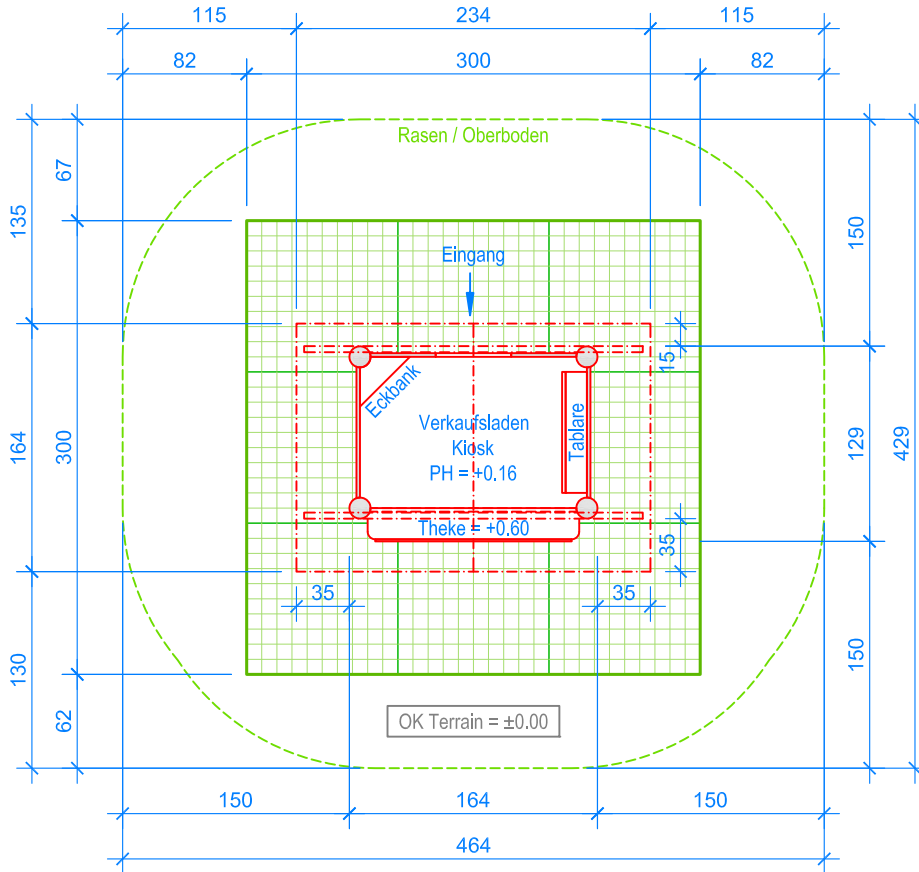 115 234 115
82 300 82
Rasen / Oberboden
67
135
150
Eingang
15
Eckbank
Tablare
Verkaufsladen
Kiosk
PH = +0.16
164
300
129
429
Theke = +0.60
35
35
35
130
62
150
OK Terrain = ±0.00
150 164 150
464